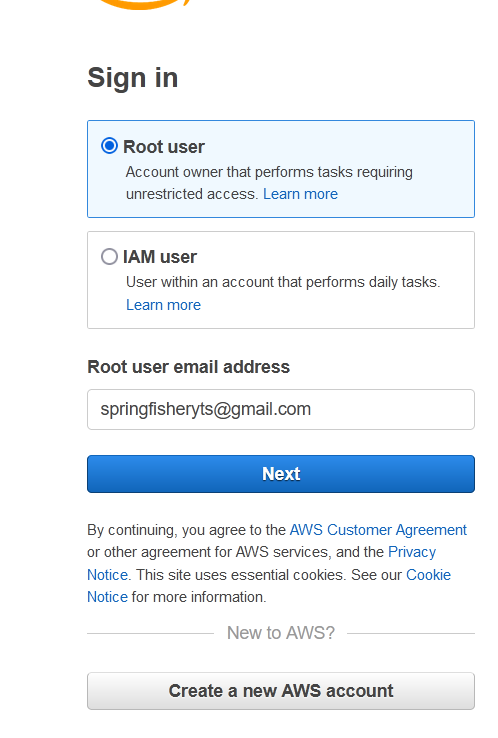 Sign in
Root user
Account owner that performs tasks requiring
unrestricted access. Learn more
IAM user
User within an account that performs daily tasks.
Learn more
Root user email address
springfisheryts@gmail.com
Next
By continuing, you agree to the AWS Customer Agreement
or other agreement for AWS services, and the Privacy
Notice. This site uses essential cookies. See our Cookie
Notice for more information.
New to AWS?
Create a new AWS account